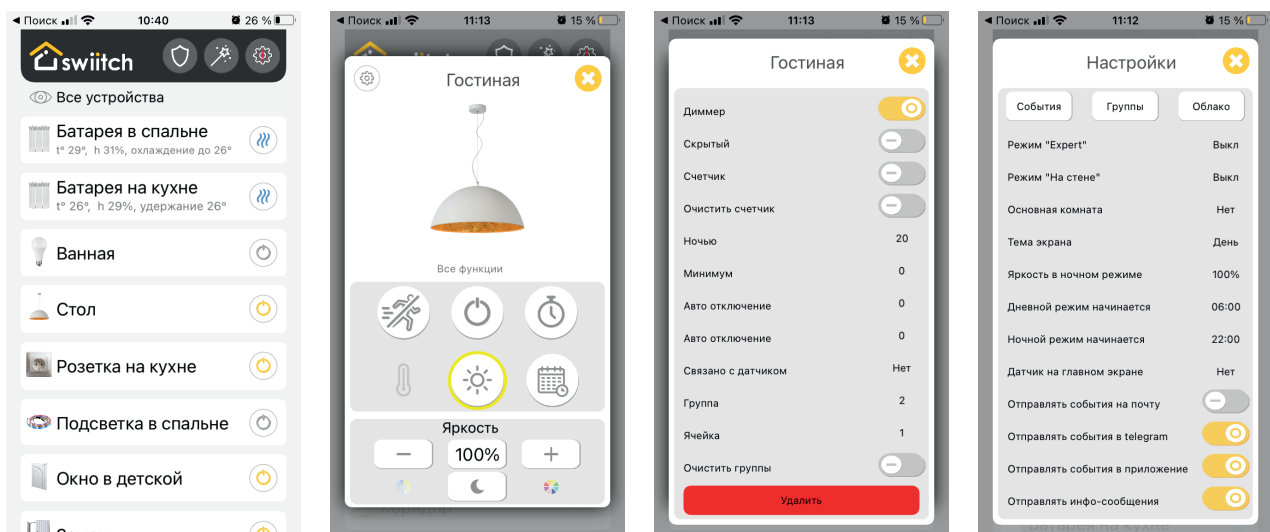 10:40
26 %
swiitch
Все устройства
Батарея в спальне
t° 29°, h 31%, охлаждение до 26°
Батарея на кухне
t° 26°, h 29%, удержание 26°
Ванная
Стол
Розетка на кухне
Подсветка в спальне
Окно в детской
◀ Поиск
11:13
15 %
Гостиная
Все функции
Яркость
100%
Коридор
◀ Поиск
11:13
15 %
Гостиная
Диммер
Скрытый
Счетчик
Очистить счетчик
Ночью 20
Минимум 0
Авто отключение 0
Авто отключение 0
Связано с датчиком Нет
Группа 2
Ячейка 1
Очистить группы
Удалить
◀ Поиск
11:12
15 %
Настройки
События Группы Облако
Режим "Expert" Выкл
Режим "На стене" Выкл
Основная комната Нет
Тема экрана День
Яркость в ночном режиме 100%
Дневной режим начинается 06:00
Ночной режим начинается 22:00
Датчик на главном экране Нет
Отправлять события на почту
Отправлять события в telegram
Отправлять события в приложение
Отправлять инфо-сообщения
Батарея на кухне